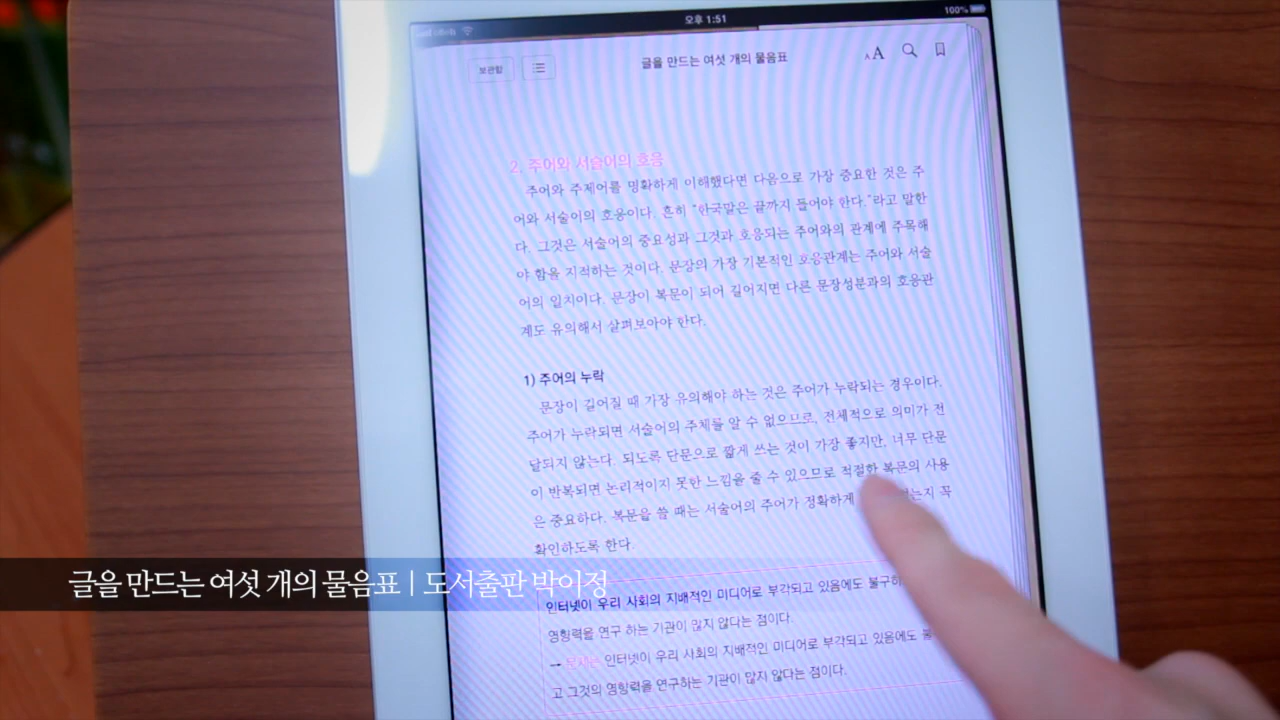 오후 1:51
100%
보관함
글을 만드는 여섯 개의 물음표
AA
2. 주어와 서술어의 호응
주어와 주제어를 명확하게 이해했다면 다음으로 가장 중요한 것은 주
어와 서술어의 호응이다. 흔히 "한국말은 끝까지 들어야 한다."라고 말한
다. 그것은 서술어의 중요성과 그것과 호응되는 주어와의 관계에 주목해
야 함을 지적하는 것이다. 문장의 가장 기본적인 호응관계는 주어와 서술
어의 일치이다. 문장이 복문이 되어 길어지면 다른 문장성분과의 호응관
계도 유의해서 살펴보아야 한다.
1) 주어의 누락
문장이 길어질 때 가장 유의해야 하는 것은 주어가 누락되는 경우이다.
주어가 누락되면 서술어의 주체를 알 수 없으므로, 전체적으로 의미가 전
달되지 않는다. 되도록 단문으로 짧게 쓰는 것이 가장 좋지만, 너무 단문
이 반복되면 논리적이지 못한 느낌을 줄 수 있으므로 적절한 복문의 사용
은 중요하다. 복문을 쓸 때는 서술어의 주어가 정확하게 꼭
확인하도록 한다.
글을 만드는 여섯 개의 물음표 | 도서출판 박이정
인터넷이 우리 사회의 지배적인 미디어로 부각되고 있음에도 불구하
영향력을 연구 하는 기관이 많지 않다는 점이다.
→ 문제는 인터넷이 우리 사회의 지배적인 미디어로 부각되고 있음에도 불
고 그것의 영향력을 연구하는 기관이 많지 않다는 점이다.